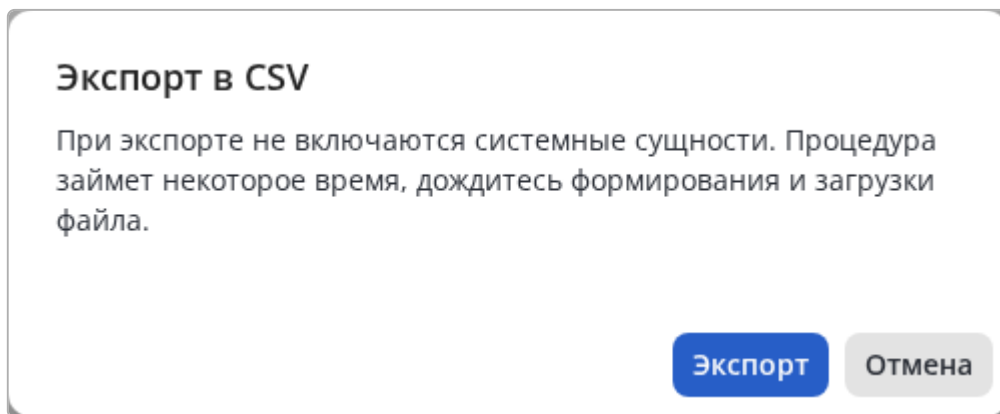 Экспорт в CSV
При экспорте не включаются системные сущности. Процедура
займет некоторое время, дождитесь формирования и загрузки
файла.
Экспорт Отмена